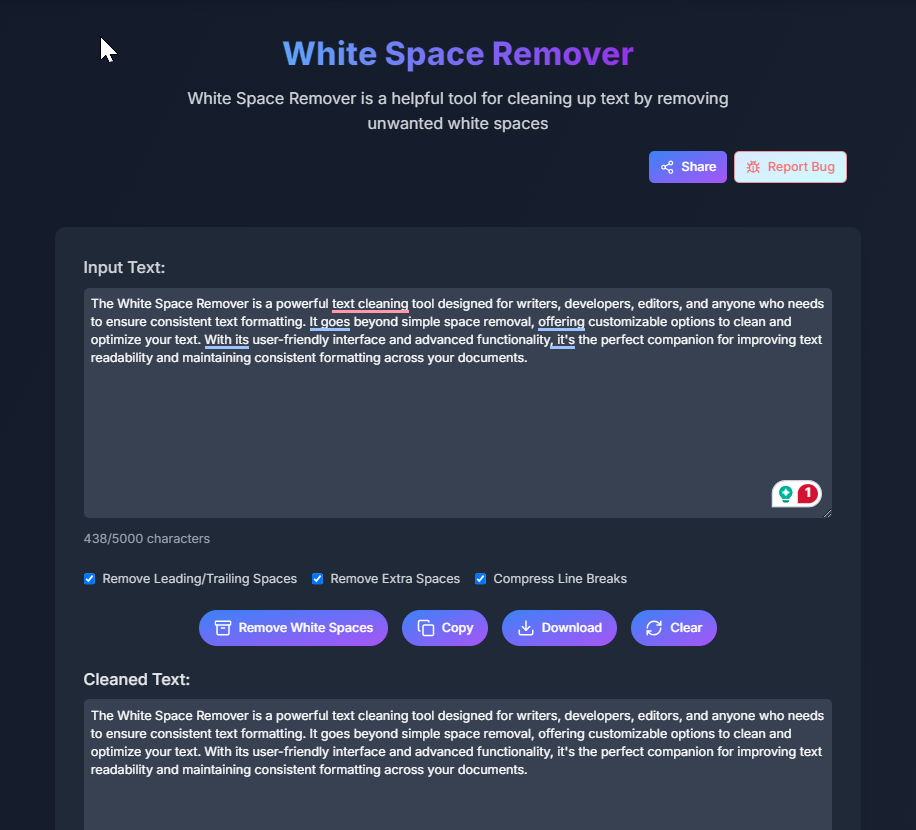 White Space Remover
White Space Remover is a helpful tool for cleaning up text by removing
unwanted white spaces
Share
Report Bug
Input Text:
The White Space Remover is a powerful text cleaning tool designed for writers, developers, editors, and anyone who needs
to ensure consistent text formatting. It goes beyond simple space removal, offering customizable options to clean and
optimize your text. With its user-friendly interface and advanced functionality, it's the perfect companion for improving text
readability and maintaining consistent formatting across your documents.
1
438/5000 characters
Remove Leading/Trailing Spaces
Remove Extra Spaces
Compress Line Breaks
Remove White Spaces
Copy
Download
Clear
Cleaned Text:
The White Space Remover is a powerful text cleaning tool designed for writers, developers, editors, and anyone who needs
to ensure consistent text formatting. It goes beyond simple space removal, offering customizable options to clean and
optimize your text. With its user-friendly interface and advanced functionality, it's the perfect companion for improving text
readability and maintaining consistent formatting across your documents.